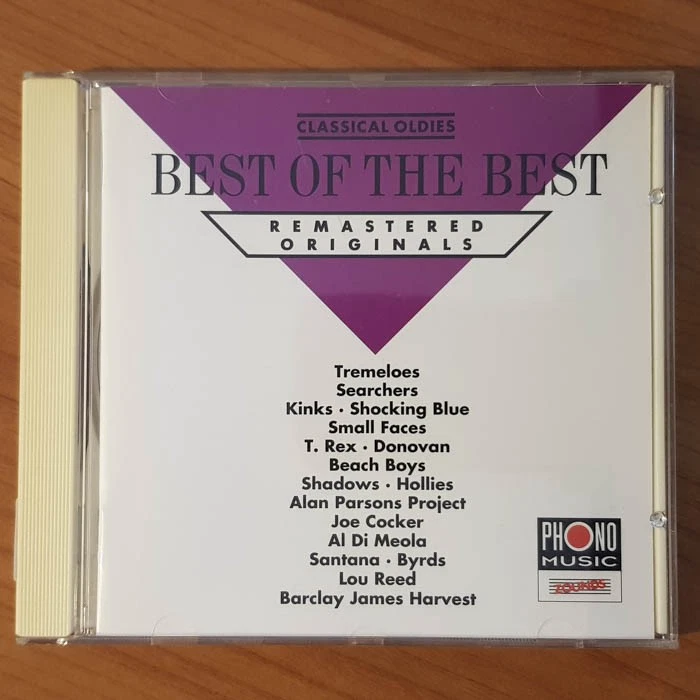 CLASSICAL OLDIES
BEST OF THE BEST
REMASTERED
ORIGINALS
Tremeloes
Searchers
Kinks · Shocking Blue
Small Faces
T. Rex · Donovan
Beach Boys
Shadows · Hollies
Alan Parsons Project
Joe Cocker
Al Di Meola
Santana · Byrds
Lou Reed
Barclay James Harvest
PHONO
MUSIC
ZOUNDS